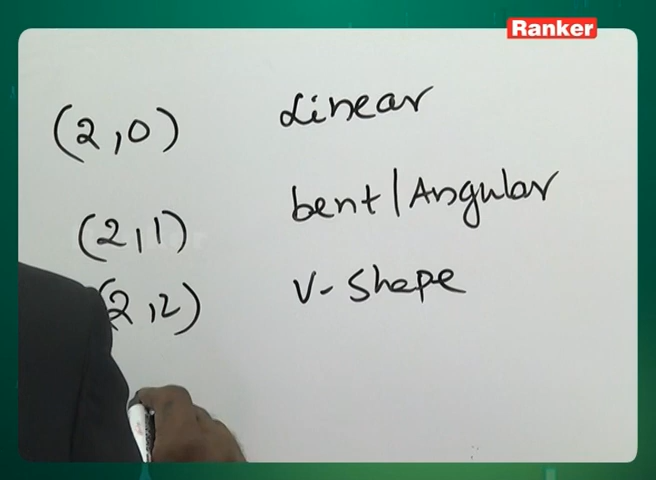 Ranker
(2,0) Linear
(2,1) bent/Angular
(2,2) V-Shape